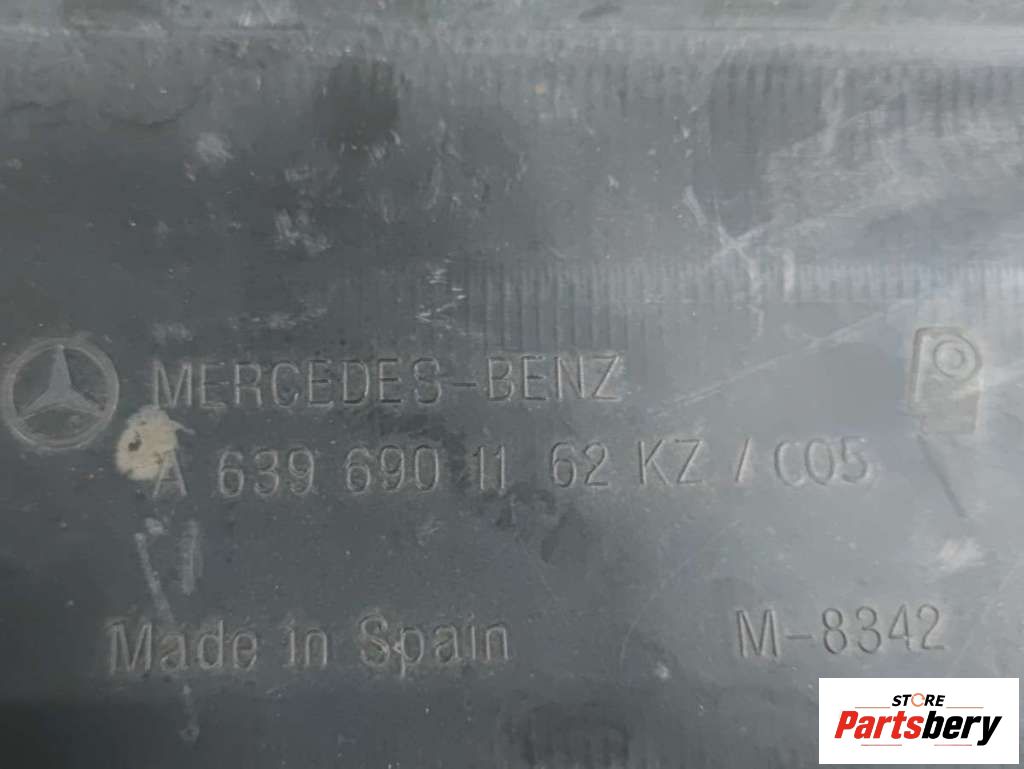 MERCEDES-BENZ
A 639 690 11 62 KZ / C05
Made in Spain
M-8342
STORE
Partsbery